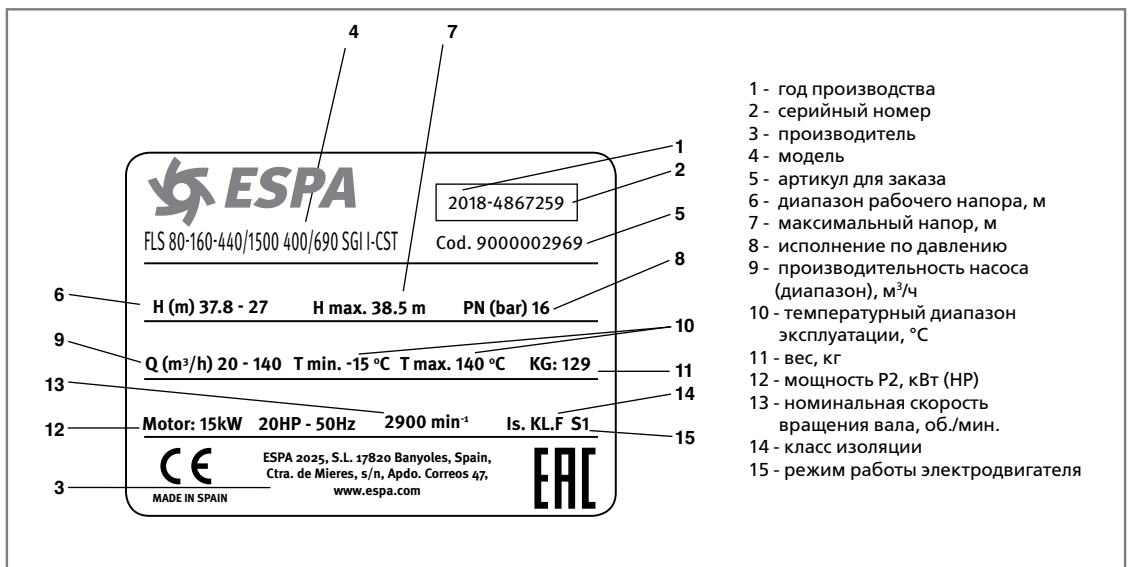 4
7
ESPA
2018-4867259
1
2
FLS 80-160-440/1500 400/690 SGI I-CST
Cod. 9000002969
5
8
6
H (m) 37.8 - 27
H max. 38.5 m
PN (bar) 16
9
10
Q (m³/h) 20 - 140
T min. -15 ºC
T max. 140 ºC
KG: 129
11
13
14
12
Motor: 15kW
20HP - 50Hz
2900 min⁻¹
Is. KL.F S1
15
CE
MADE IN SPAIN
3
ESPA 2025, S.L. 17820 Banyoles, Spain,
Ctra. de Mieres, s/n, Apdo. Correos 47,
www.espa.com
EAC
1 - год производства
2 - серийный номер
3 - производитель
4 - модель
5 - артикул для заказа
6 - диапазон рабочего напора, м
7 - максимальный напор, м
8 - исполнение по давлению
9 - производительность насоса
(диапазон), м³/ч
10 - температурный диапазон
эксплуатации, °C
11 - вес, кг
12 - мощность P2, кВт (HP)
13 - номинальная скорость
вращения вала, об./мин.
14 - класс изоляции
15 - режим работы электродвигателя